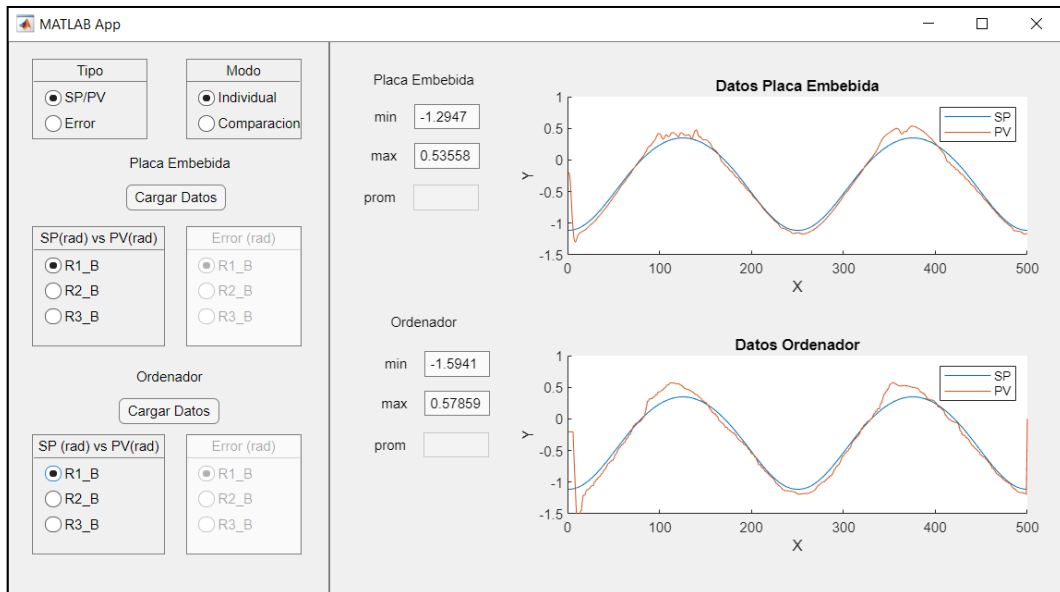 MATLAB App
Tipo
SP/PV
Error
Modo
Individual
Comparacion
Placa Embebida
Cargar Datos
SP(rad) vs PV(rad)
R1_B
R2_B
R3_B
Error (rad)
R1_B
R2_B
R3_B
Ordenador
Cargar Datos
SP (rad) vs PV(rad)
R1_B
R2_B
R3_B
Error (rad)
R1_B
R2_B
R3_B
Placa Embebida
min -1.2947
max 0.53558
prom
Datos Placa Embebida
SP
PV
Y
1
0.5
0
-0.5
-1
-1.5
0 100 200 300 400 500
X
Ordenador
min -1.5941
max 0.57859
prom
Datos Ordenador
SP
PV
Y
1
0.5
0
-0.5
-1
-1.5
0 100 200 300 400 500
X